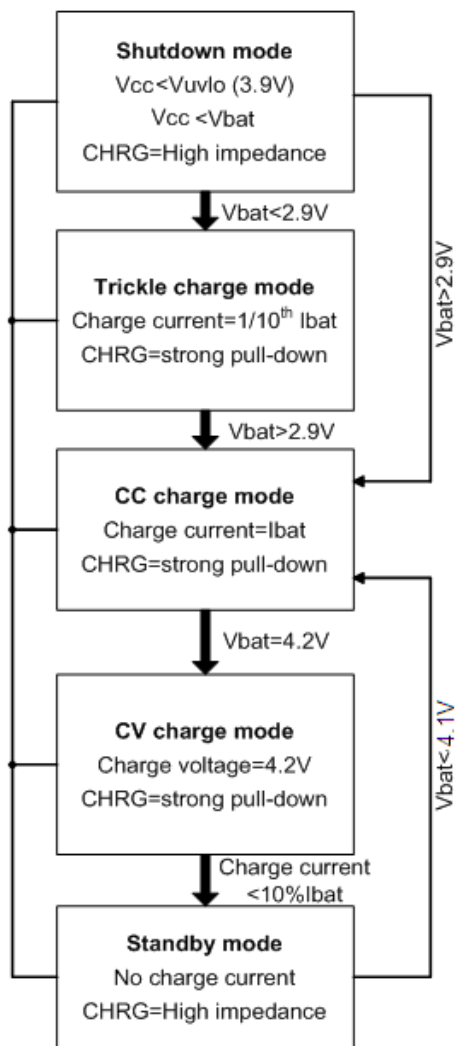 Shutdown mode
Vcc<Vuvlo (3.9V)
Vcc <Vbat
CHRG=High impedance
Vbat<2.9V
Vbat>2.9V
Trickle charge mode
Charge current=1/10th Ibat
CHRG=strong pull-down
Vbat>2.9V
CC charge mode
Charge current=Ibat
CHRG=strong pull-down
Vbat=4.2V
Vbat<4.1V
CV charge mode
Charge voltage=4.2V
CHRG=strong pull-down
Charge current
<10%Ibat
Standby mode
No charge current
CHRG=High impedance